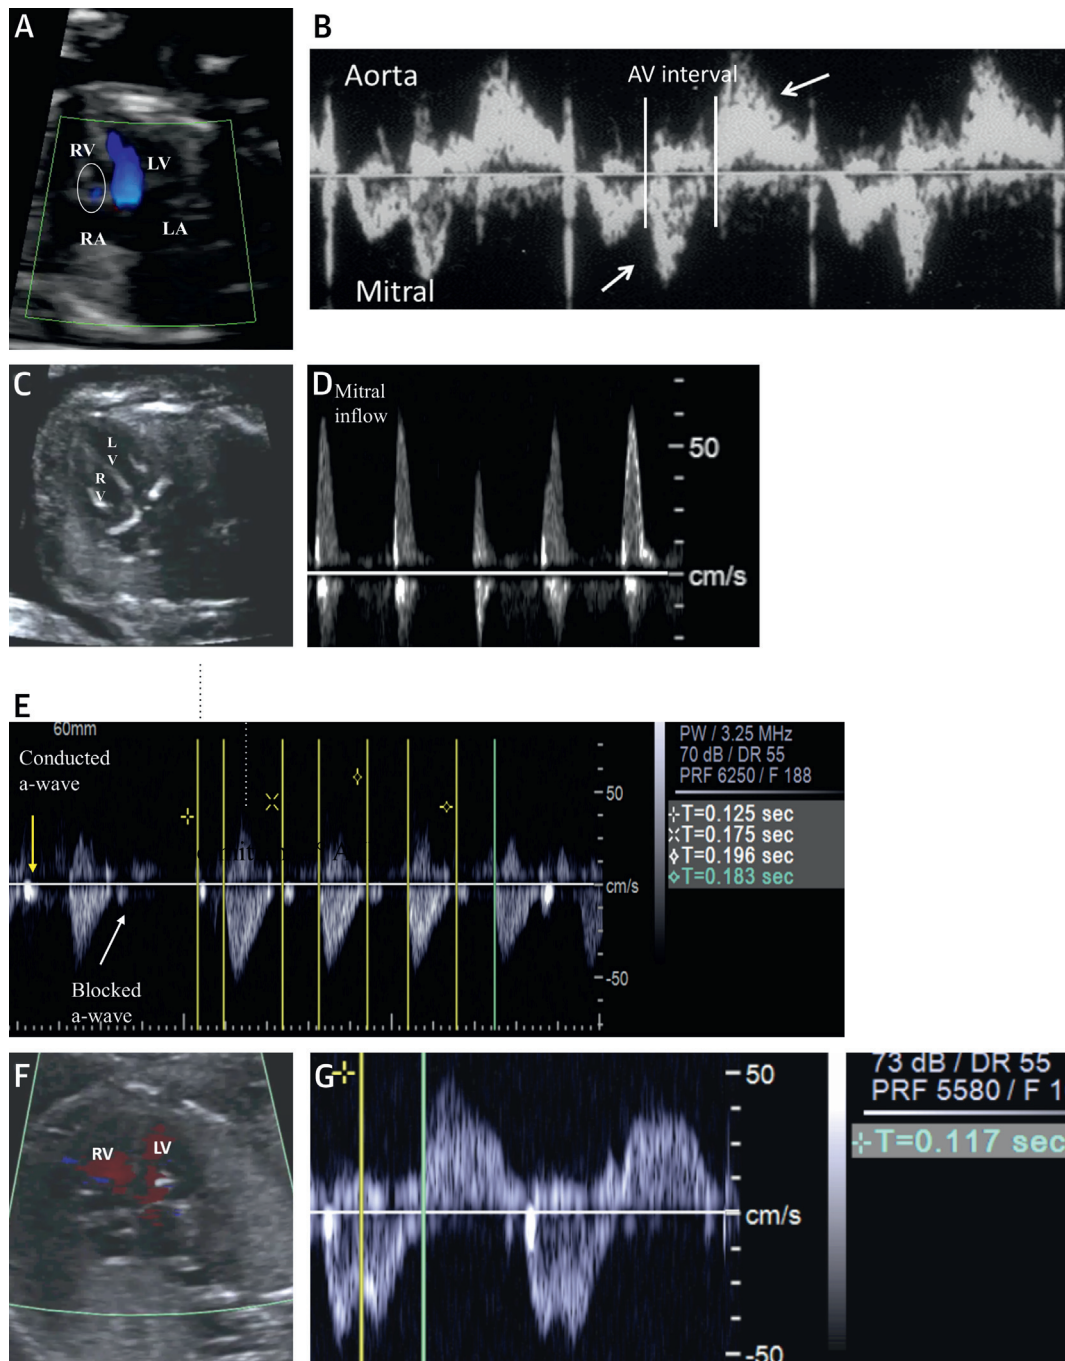 A
RV
LV
RA
LA
B
Aorta
AV interval
Mitral
C
L
V
R
V
D
Mitral
inflow
50
cm/s
E
60mm
Conducted
a-wave
Blocked
a-wave
50
cm/s
-50
PW / 3.25 MHz
70 dB / DR 55
PRF 6250 / F 188
T=0.125 sec
T=0.175 sec
T=0.196 sec
T=0.183 sec
F
RV
LV
G
50
cm/s
-50
73 dB / DR 55
PRF 5580 / F 1
T=0.117 sec